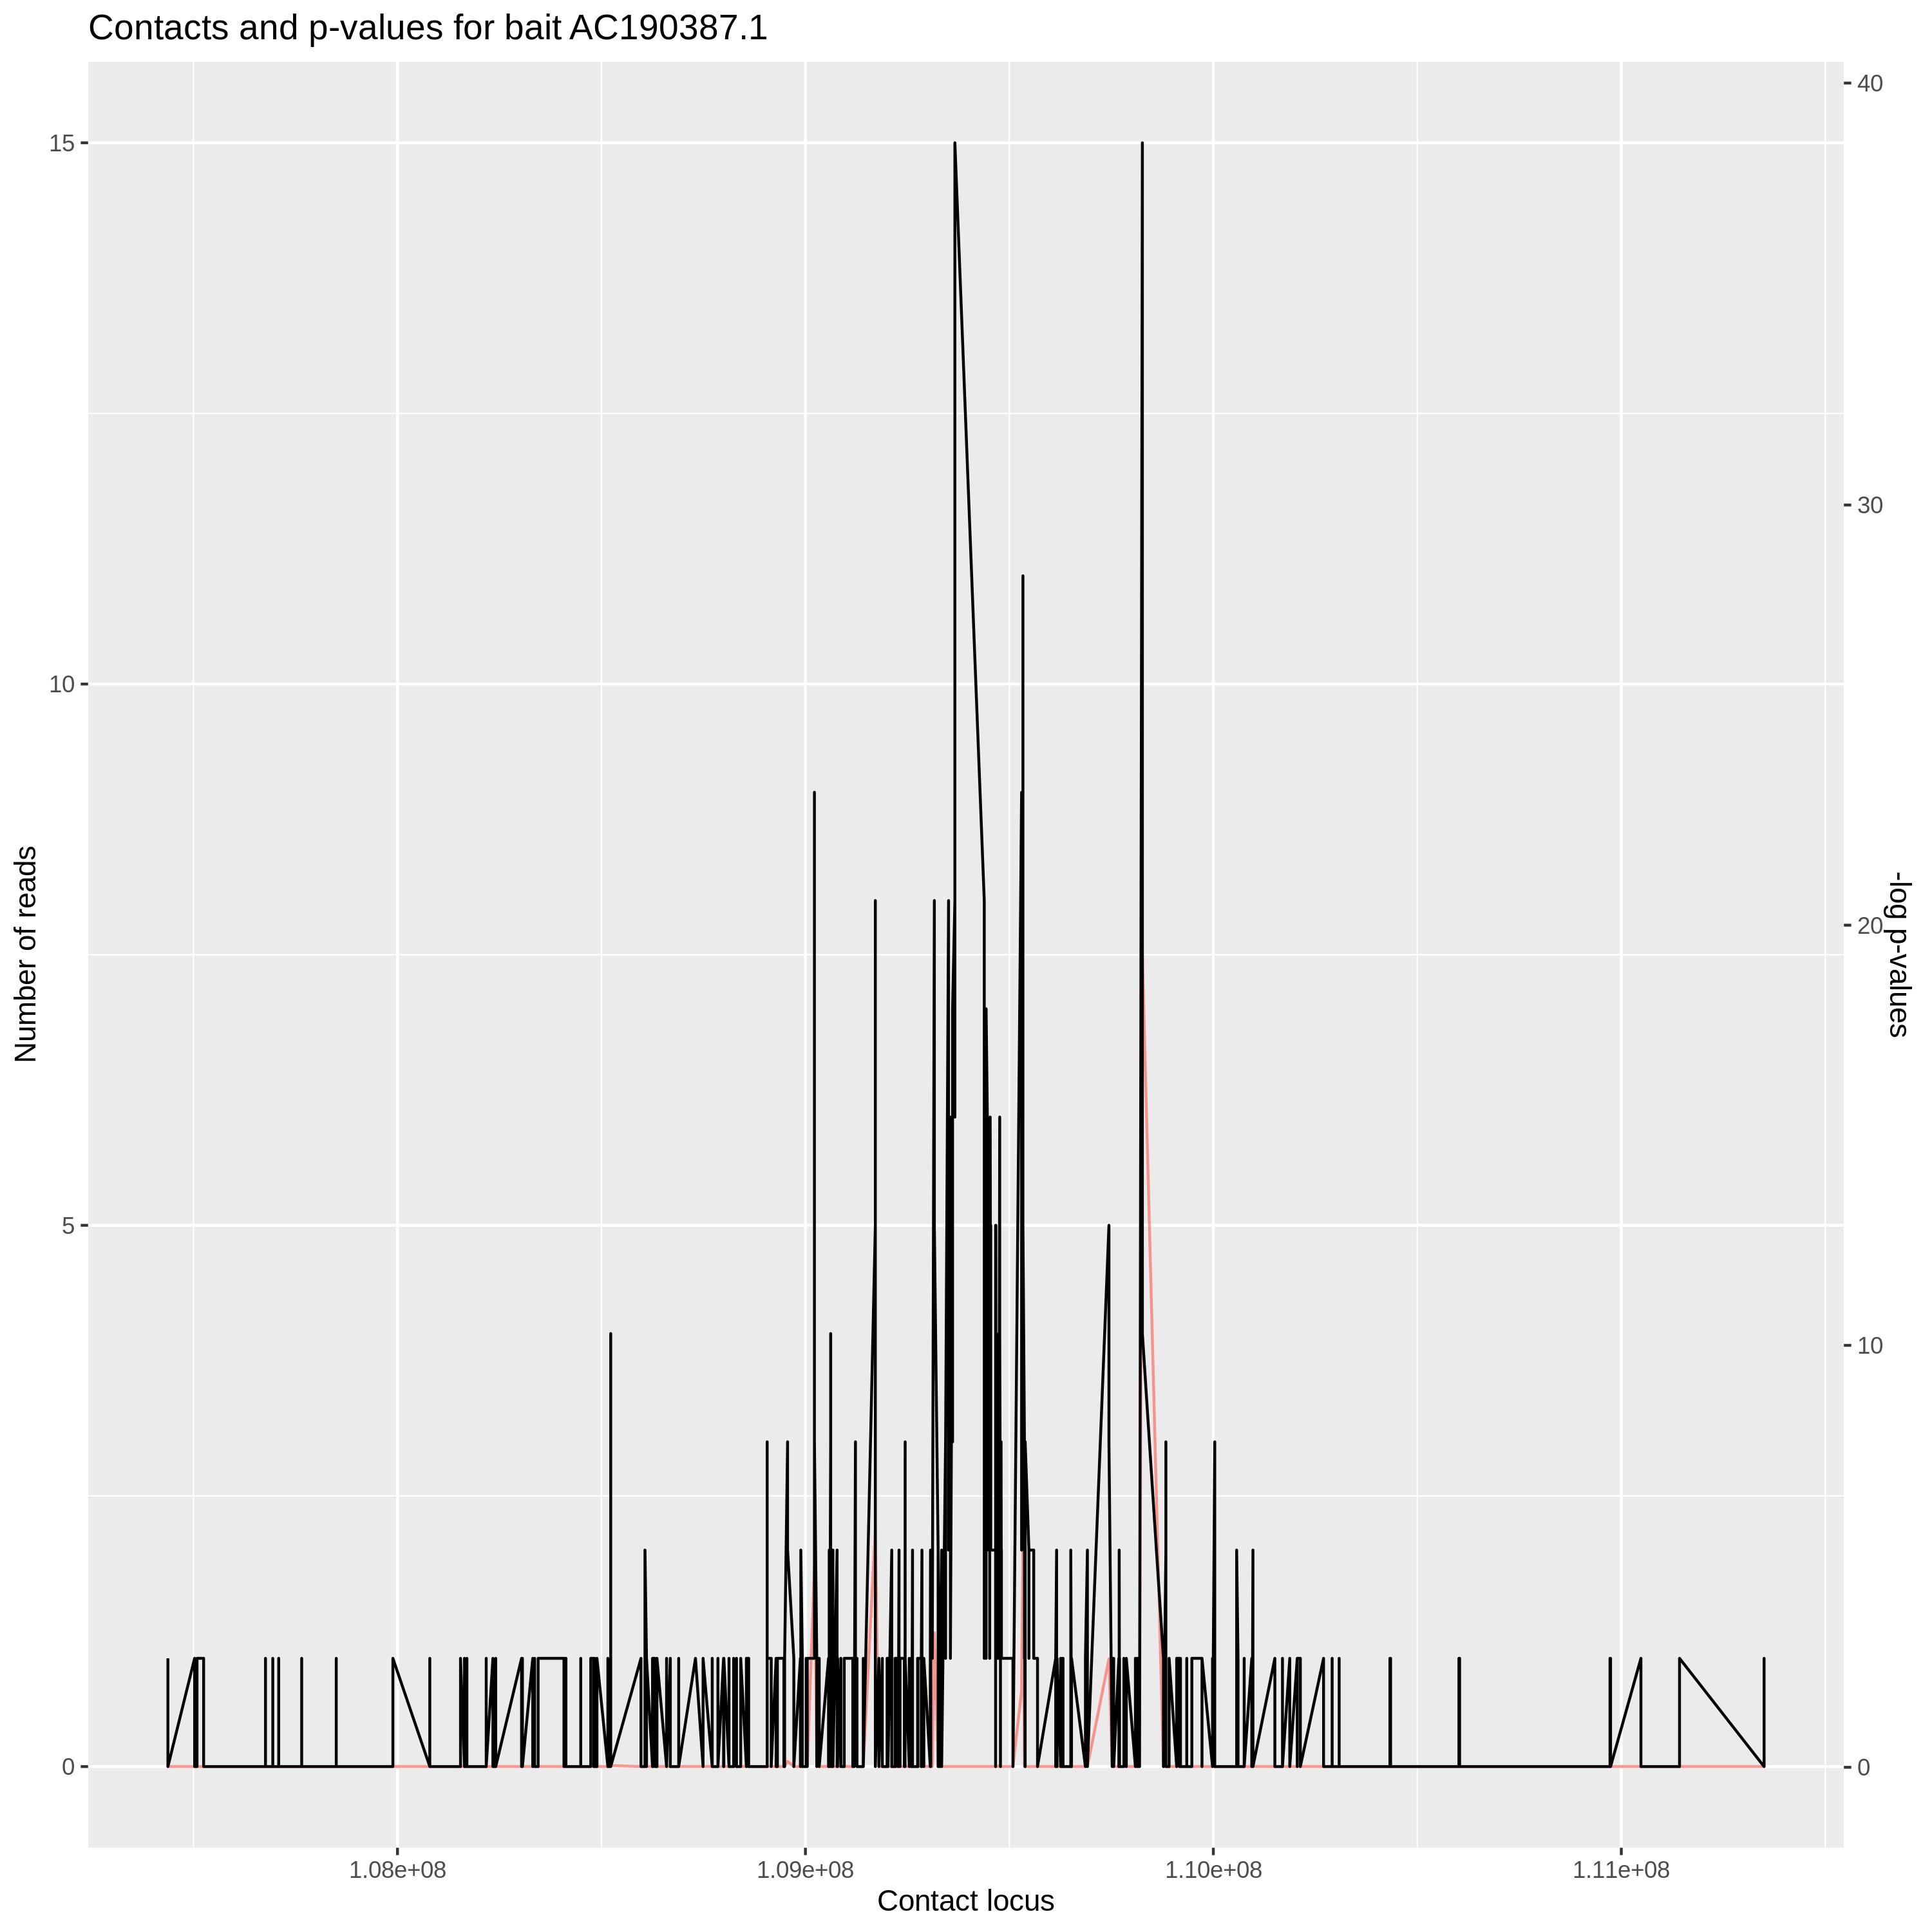 Contacts and p-values for bait AC190387.1
40
15
30
10
20
Number of reads
-log p-values
5
10
0
0
1.08e+08
1.09e+08
1.10e+08
1.11e+08
Contact locus